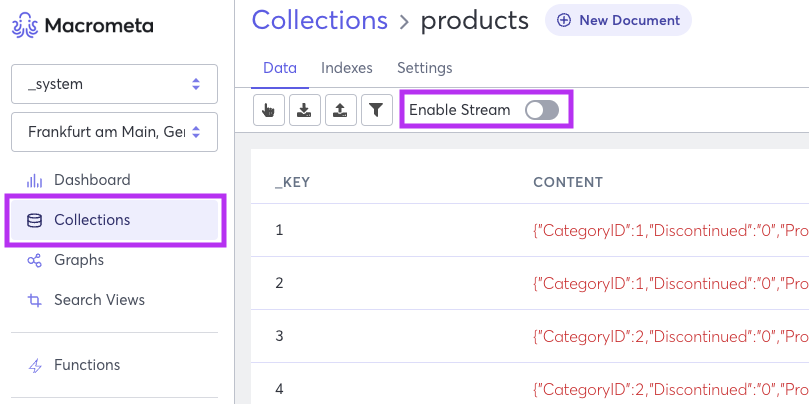 Macrometa
_system
Frankfurt am Main, Ger
Dashboard
Collections
Graphs
Search Views
Functions
Collections > products
New Document
Data Indexes Settings
Enable Stream
_KEY CONTENT
1 {"CategoryID":1,"Discontinued":"0","Pro
2 {"CategoryID":1,"Discontinued":"0","Pro
3 {"CategoryID":2,"Discontinued":"0","Pro
4 {"CategoryID":2,"Discontinued":"0","Pro